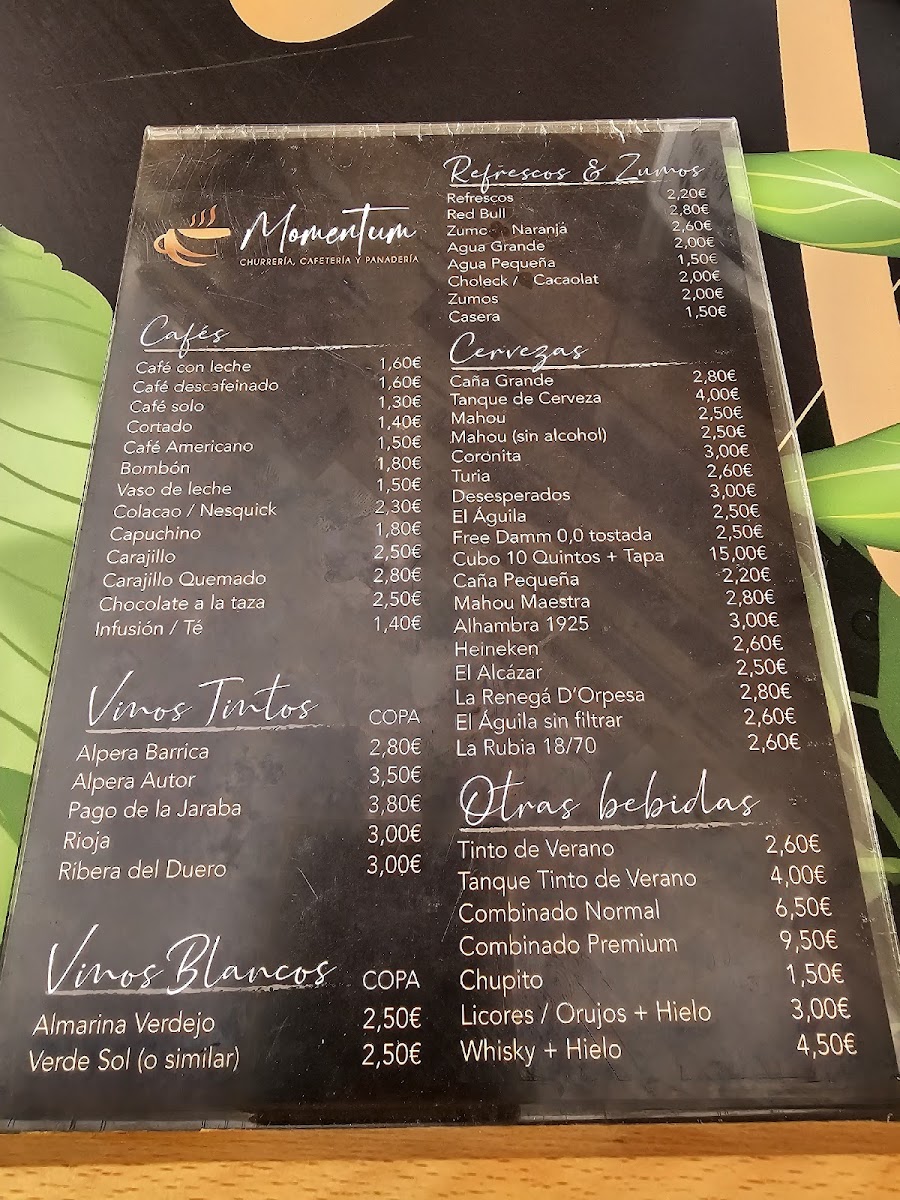 Momentum
CHURRERÍA, CAFETERÍA Y PANADERÍA
Cafés
Café con leche 1,60€
Café descafeinado 1,60€
Café solo 1,30€
Cortado 1,40€
Café Americano 1,50€
Bombón 1,80€
Vaso de leche 1,50€
Colacao / Nesquick 2,30€
Capuchino 1,80€
Carajillo 2,50€
Carajillo Quemado 2,80€
Chocolate a la taza 2,50€
Infusión / Té 1,40€
Vinos Tintos COPA
Alpera Barrica 2,80€
Alpera Autor 3,50€
Pago de la Jaraba 3,80€
Rioja 3,00€
Ribera del Duero 3,00€
Vinos Blancos COPA
Almarina Verdejo 2,50€
Verde Sol (o similar) 2,50€
Refrescos & Zumos
Refrescos 2,20€
Red Bull 2,80€
Zumo Naranja 2,60€
Agua Grande 2,00€
Agua Pequeña 1,50€
Choleck / Cacaolat 2,00€
Zumos 2,00€
Casera 1,50€
Cervezas
Caña Grande 2,80€
Tanque de Cerveza 4,00€
Mahou 2,50€
Mahou (sin alcohol) 2,50€
Coronita 3,00€
Turia 2,60€
Desesperados 3,00€
El Águila 2,50€
Free Damm 0,0 tostada 2,50€
Cubo 10 Quintos + Tapa 15,00€
Caña Pequeña 2,20€
Mahou Maestra 2,80€
Alhambra 1925 3,00€
Heineken 2,60€
El Alcázar 2,50€
La Renegá D'Orpesa 2,80€
El Águila sin filtrar 2,60€
La Rubia 18/70 2,60€
Otras bebidas
Tinto de Verano 2,60€
Tanque Tinto de Verano 4,00€
Combinado Normal 6,50€
Combinado Premium 9,50€
Chupito 1,50€
Licores / Orujos + Hielo 3,00€
Whisky + Hielo 4,50€